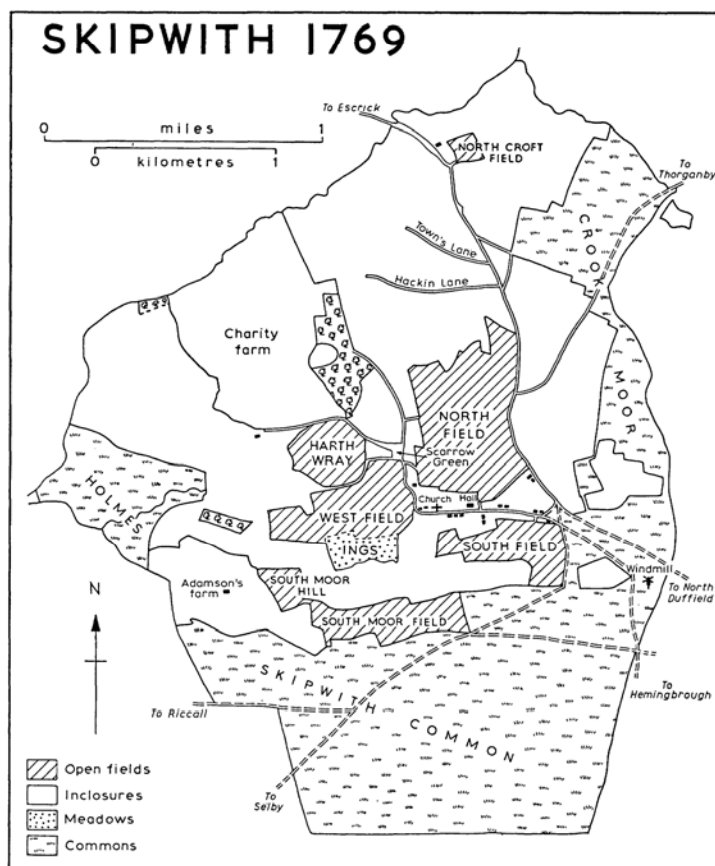 SKIPWITH 1769
0 miles 1
0 kilometres 1
To Escrick
NORTH CROFT
FIELD
To
Thorganby
CROOK
MOOR
Town's Lane
Hackin Lane
Charity
farm
NORTH
FIELD
HARTH
WRAY
Scarrow
Green
HOLMES
Church Hall
WEST FIELD
INGS
SOUTH FIELD
Windmill
N
Adamson's
farm
SOUTH MOOR
HILL
To North
Duffield
SOUTH MOOR FIELD
SKIPWITH
COMMON
To
Hemingbrough
To Riccall
To
Selby
Open fields
Inclosures
Meadows
Commons